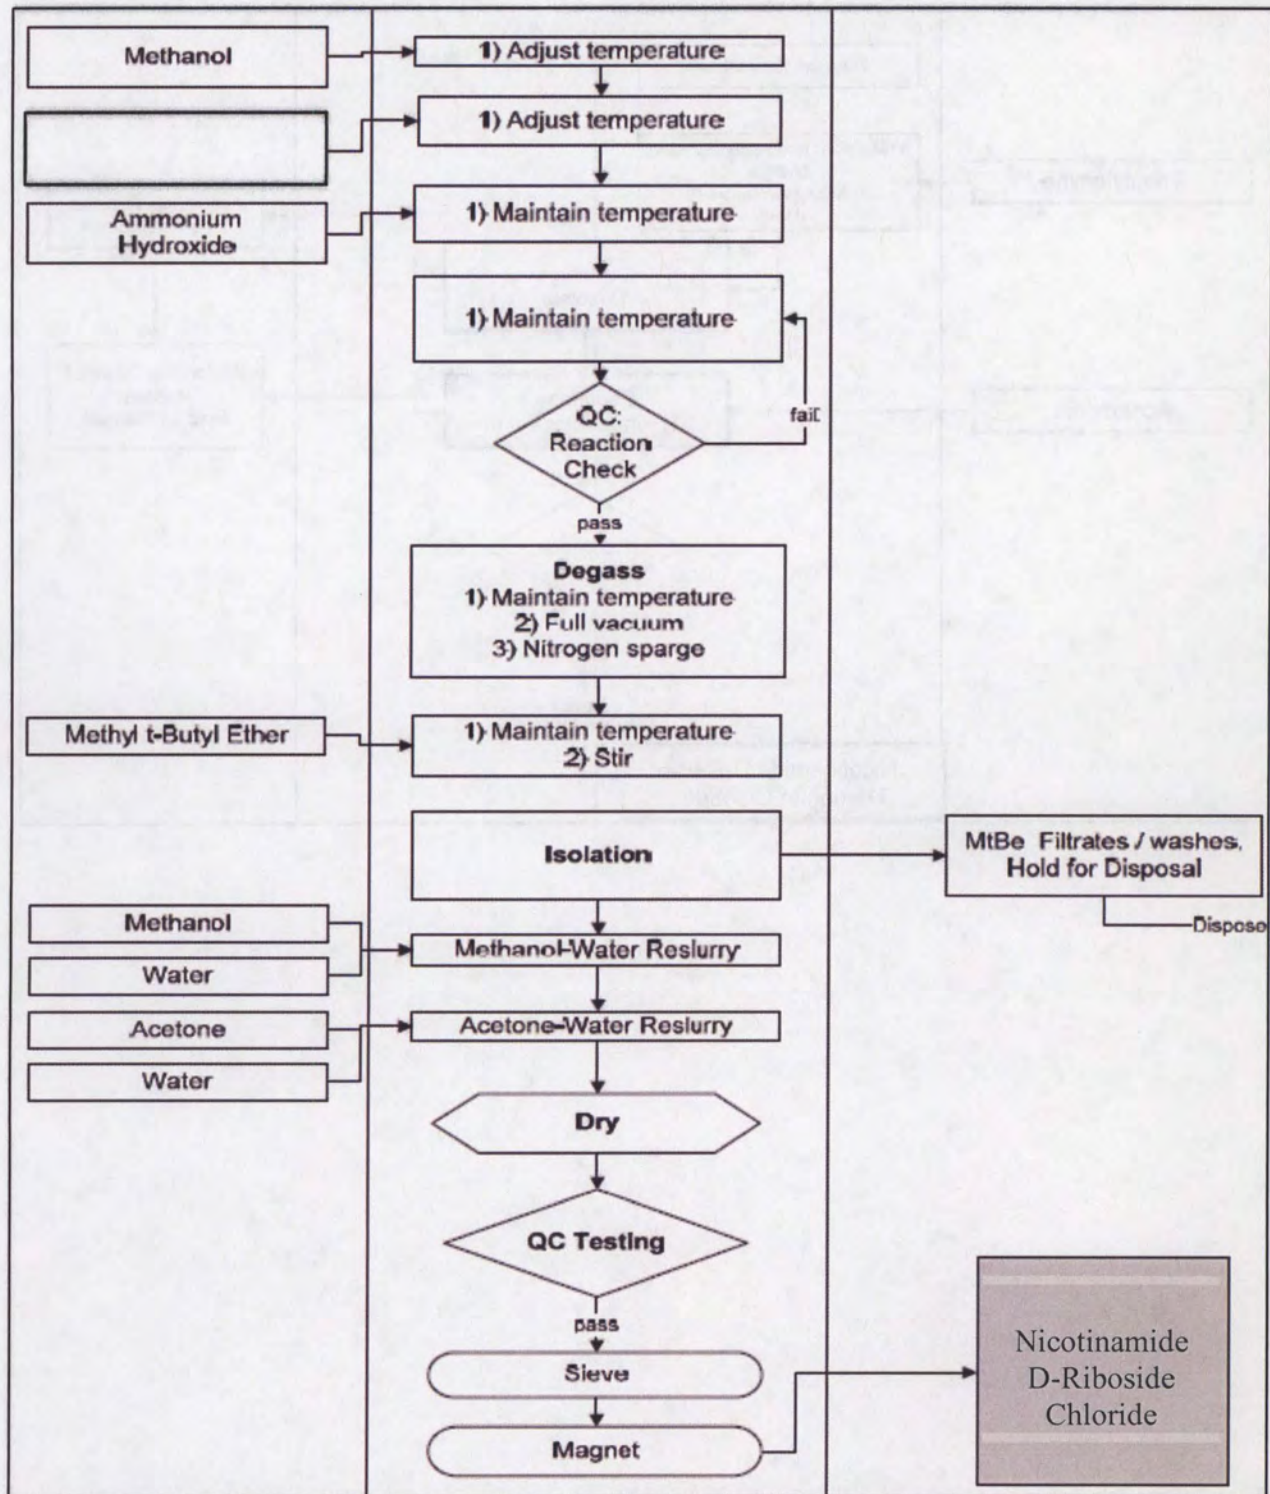 Methanol
1) Adjust temperature
1) Adjust temperature
Ammonium
Hydroxide
1) Maintain temperature
1) Maintain temperature
QC:
Reaction
Check
fail
pass
Degass
1) Maintain temperature
2) Full vacuum
3) Nitrogen sparge
Methyl t-Butyl Ether
1) Maintain temperature
2) Stir
Isolation
MtBe Filtrates / washes.
Hold for Disposal
Dispose
Methanol
Water
Methanol-Water Reslurry
Acetone
Water
Acetone-Water Reslurry
Dry
QC Testing
pass
Sieve
Magnet
Nicotinamide
D-Riboside
Chloride